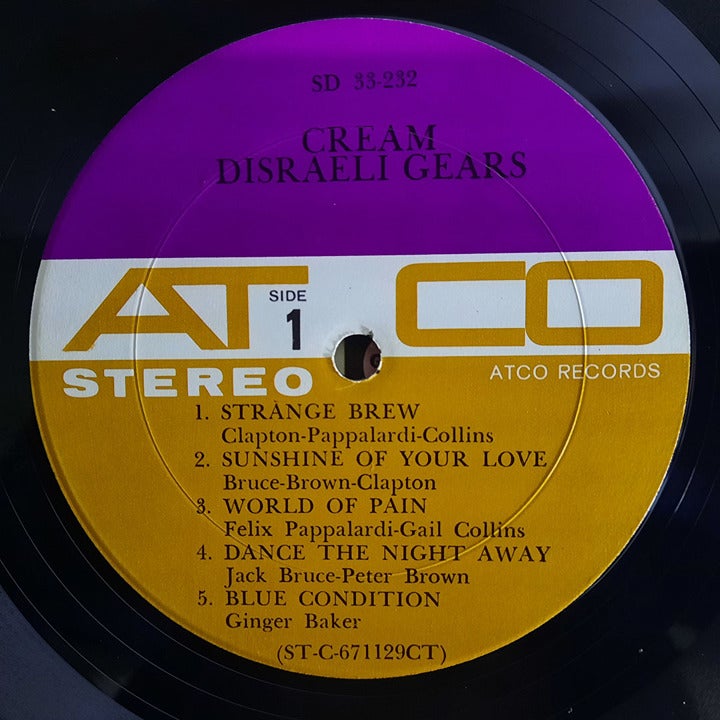 SD 33-232
CREAM
DISRAELI GEARS
ATCO
SIDE
1
STEREO
ATCO RECORDS
1. STRANGE BREW
Clapton-Pappalardi-Collins
2. SUNSHINE OF YOUR LOVE
Bruce-Brown-Clapton
3. WORLD OF PAIN
Felix Pappalardi-Gail Collins
4. DANCE THE NIGHT AWAY
Jack Bruce-Peter Brown
5. BLUE CONDITION
Ginger Baker
(ST-C-671129CT)